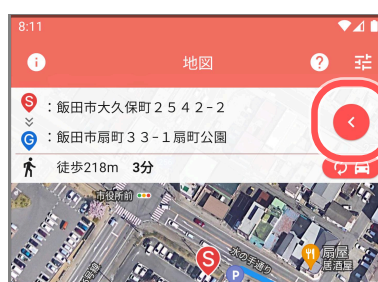 8:11
地図
S：飯田市大久保町２５４２−２
G：飯田市扇町３３−１扇町公園
徒歩218m 3分
市役所前
S
水の手通り
扇屋
居酒屋
P